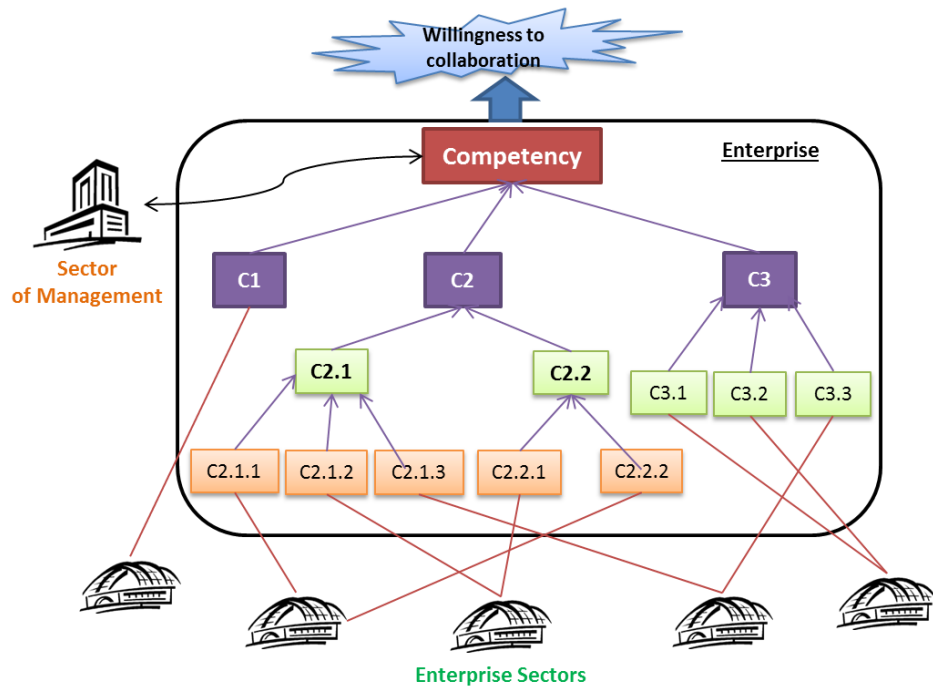 Willingness to
collaboration
Competency
Enterprise
Sector
of Management
C1
C2
C3
C2.1
C2.2
C3.1
C3.2
C3.3
C2.1.1
C2.1.2
C2.1.3
C2.2.1
C2.2.2
Enterprise Sectors